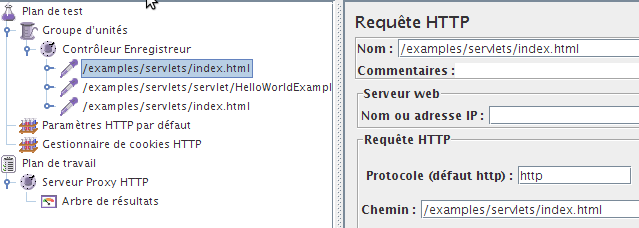 Plan de test
Groupe d'unités
Contrôleur Enregistreur
/examples/servlets/index.html
/examples/servlets/servlet/HelloWorldExampl
/examples/servlets/index.html
Paramètres HTTP par défaut
Gestionnaire de cookies HTTP
Plan de travail
Serveur Proxy HTTP
Arbre de résultats
Requête HTTP
Nom : /examples/servlets/index.html
Commentaires :
Serveur web
Nom ou adresse IP :
Requête HTTP
Protocole (défaut http) : http
Chemin : /examples/servlets/index.html